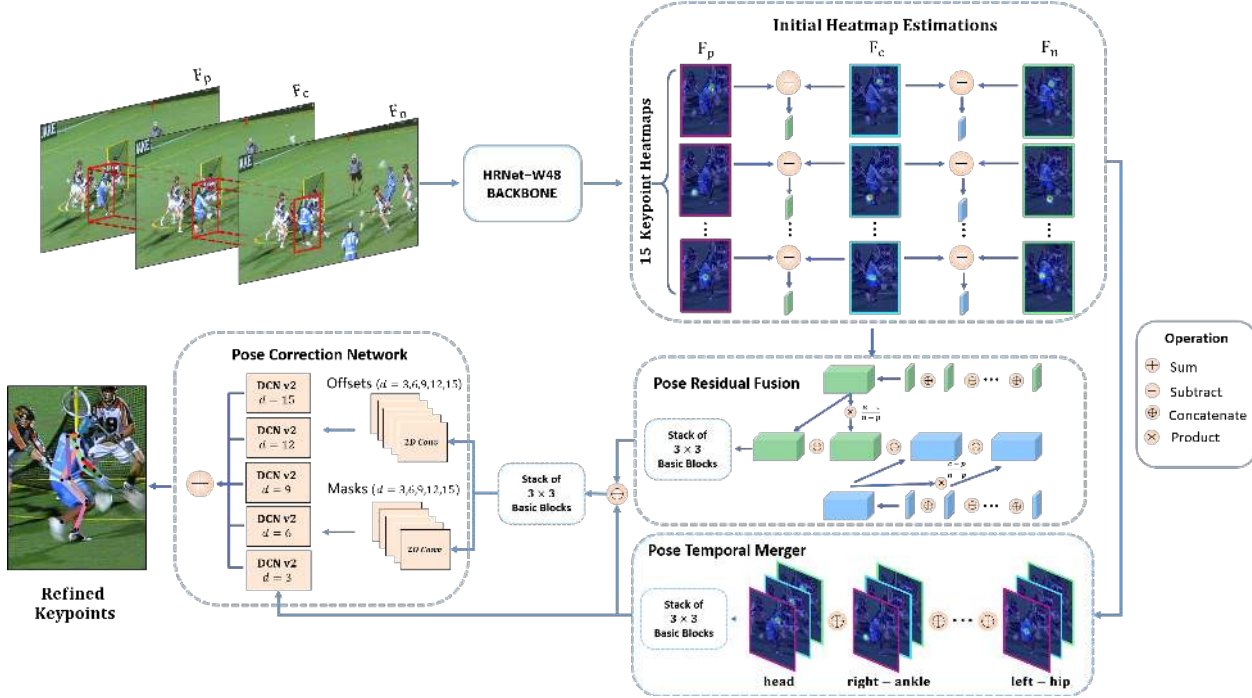 Initial Heatmap Estimations
F_p
F_c
F_n
F_p
F_c
F_n
15 Keypoint Heatmaps
HRNet-W48
BACKBONE
Pose Correction Network
DCN v2
d = 15
DCN v2
d = 12
DCN v2
d = 9
DCN v2
d = 6
DCN v2
d = 3
Offsets (d = 3,6,9,12,15)
2D Conv
Masks (d = 3,6,9,12,15)
2D Conv
Stack of
3 × 3
Basic Blocks
Refined
Keypoints
Pose Residual Fusion
Stack of
3 × 3
Basic Blocks
n − p
c − p
n − p
Pose Temporal Merger
Stack of
3 × 3
Basic Blocks
head
right − ankle
left − hip
Operation
Sum
Subtract
Concatenate
Product